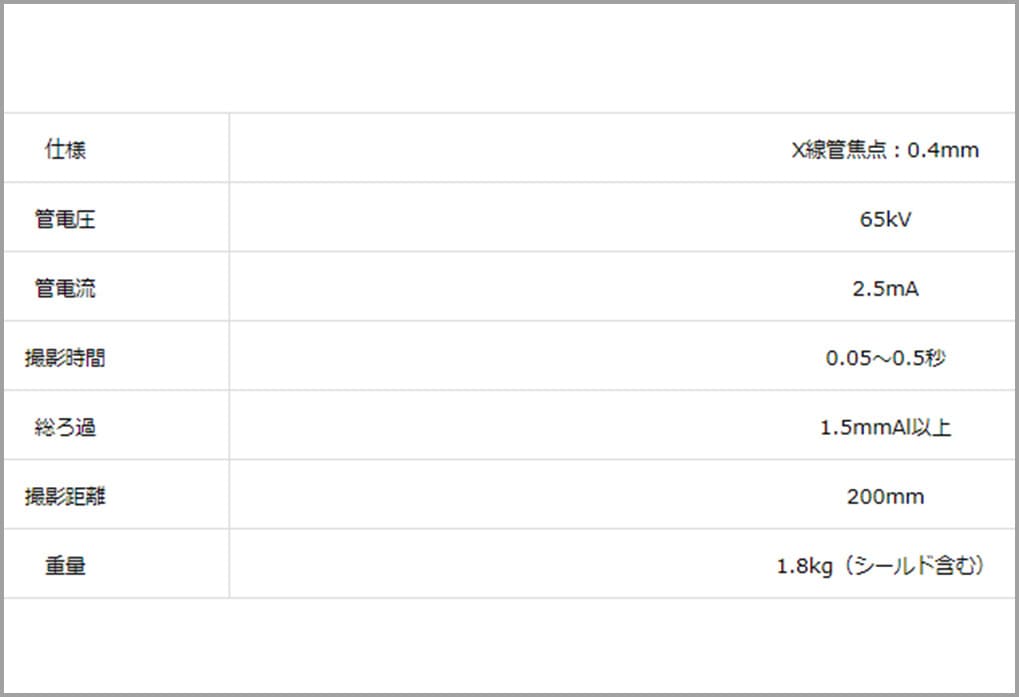 仕様 X線管焦点：0.4mm
管電圧 65kV
管電流 2.5mA
撮影時間 0.05～0.5秒
総ろ過 1.5mmAl以上
撮影距離 200mm
重量 1.8kg（シールド含む）